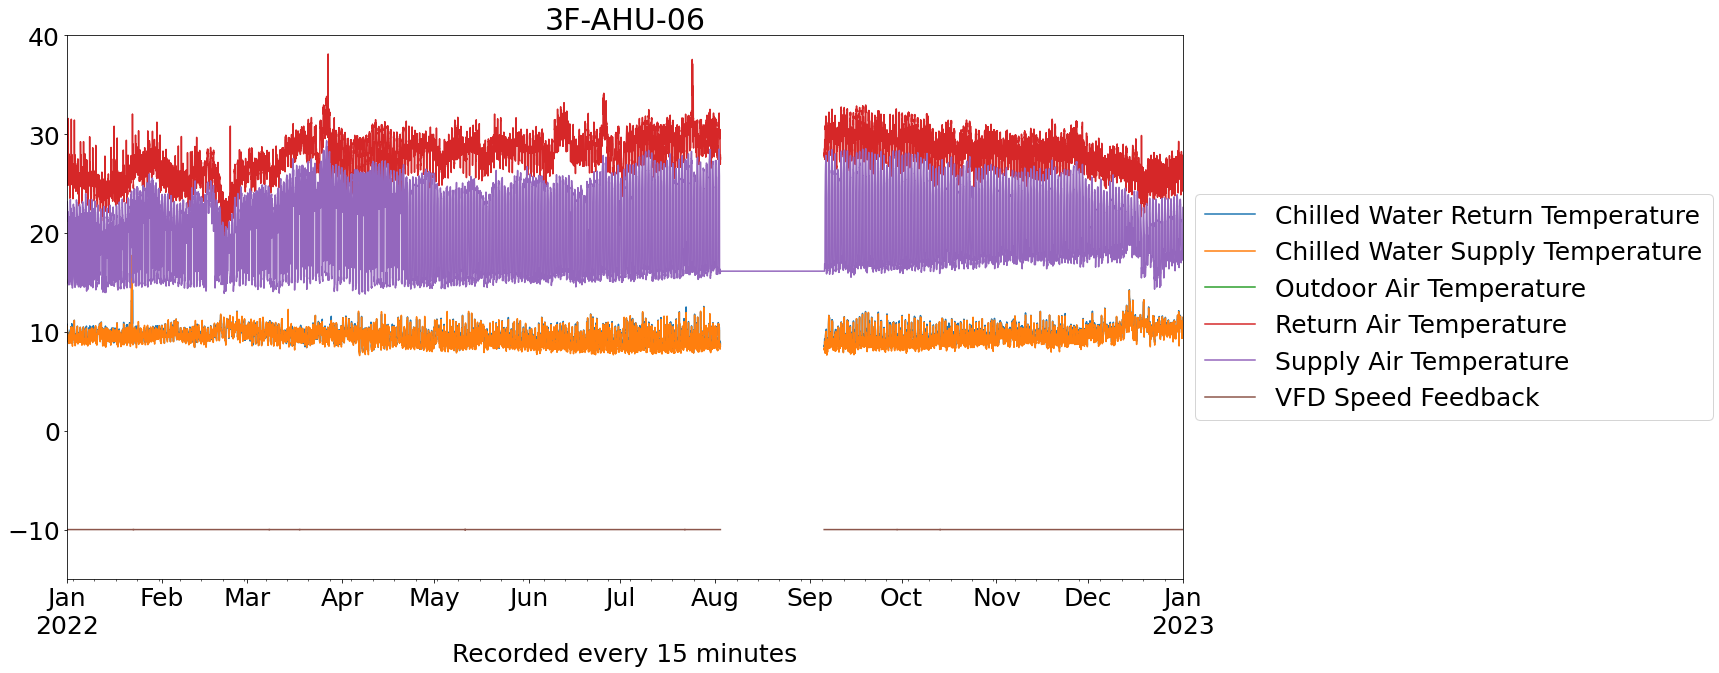 3F-AHU-06
40
30
20
10
0
−10
Jan Feb Mar Apr May Jun Jul Aug Sep Oct Nov Dec Jan
2022 2023
Recorded every 15 minutes
Chilled Water Return Temperature
Chilled Water Supply Temperature
Outdoor Air Temperature
Return Air Temperature
Supply Air Temperature
VFD Speed Feedback